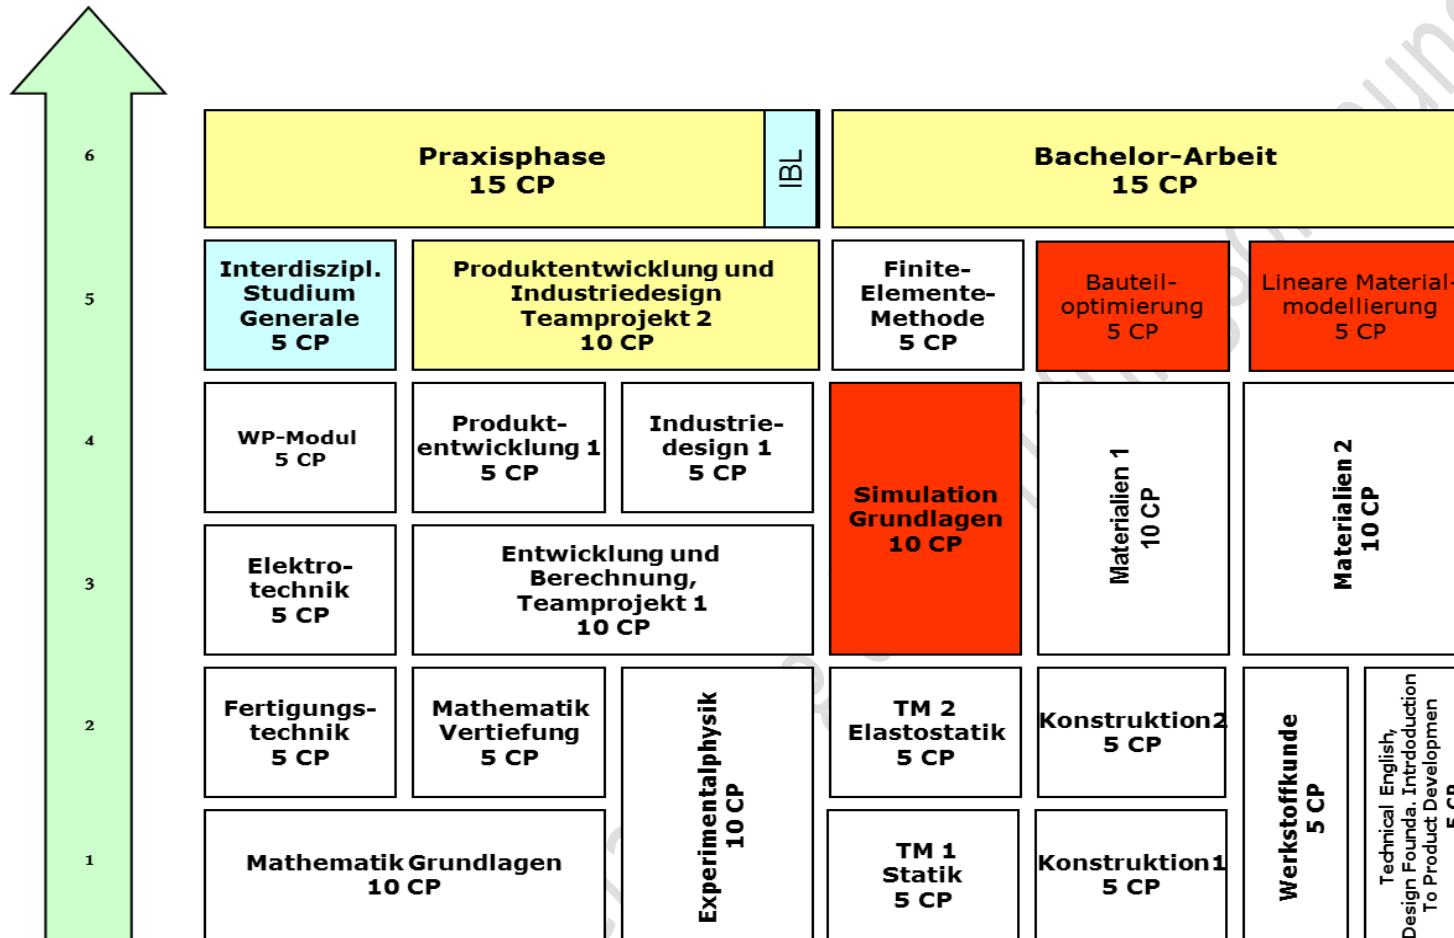 6
Praxisphase
15 CP
IBL
Bachelor-Arbeit
15 CP
5
Interdiszipl.
Studium
Generale
5 CP
Produktentwicklung und
Industriedesign
Teamprojekt 2
10 CP
Finite-
Elemente-
Methode
5 CP
Bauteil-
optimierung
5 CP
Lineare Material-
modellierung
5 CP
4
WP-Modul
5 CP
Produkt-
entwicklung 1
5 CP
Industrie-
design 1
5 CP
Simulation
Grundlagen
10 CP
Materialien 1
10 CP
Materialien 2
10 CP
3
Elektro-
technik
5 CP
Entwicklung und
Berechnung,
Teamprojekt 1
10 CP
2
Fertigungs-
technik
5 CP
Mathematik
Vertiefung
5 CP
Experimentalphysik
10 CP
TM 2
Elastostatik
5 CP
Konstruktion2
5 CP
Werkstoffkunde
5 CP
Technical English,
Design Founda. Intrdoduction
To Product Developmen
5 CP
1
Mathematik Grundlagen
10 CP
TM 1
Statik
5 CP
Konstruktion1
5 CP